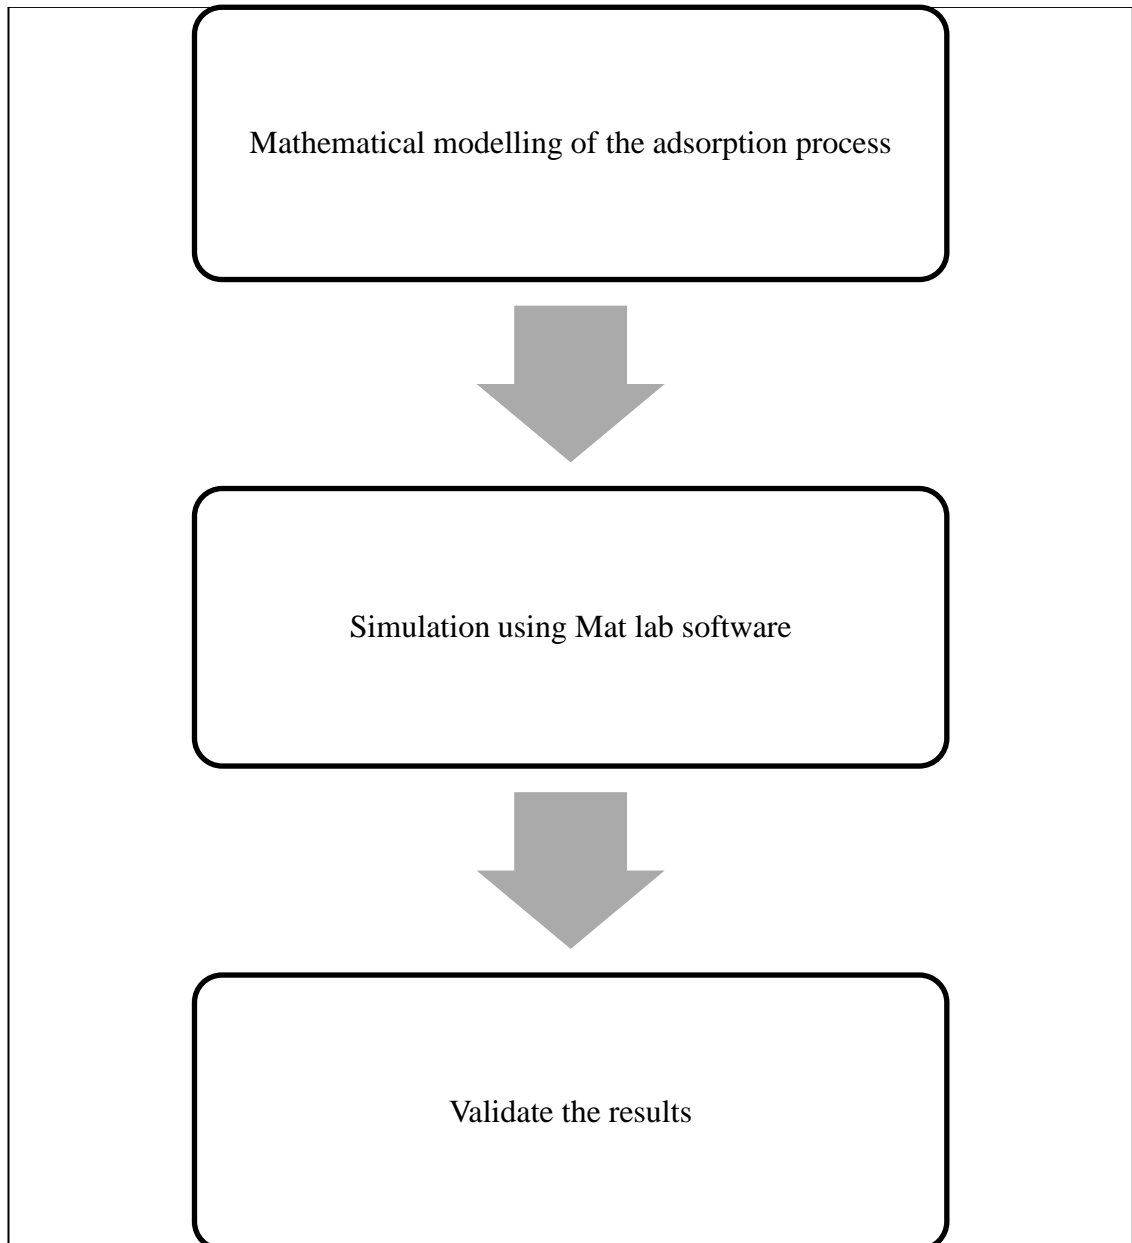 Mathematical modelling of the adsorption process
Simulation using Mat lab software
Validate the results